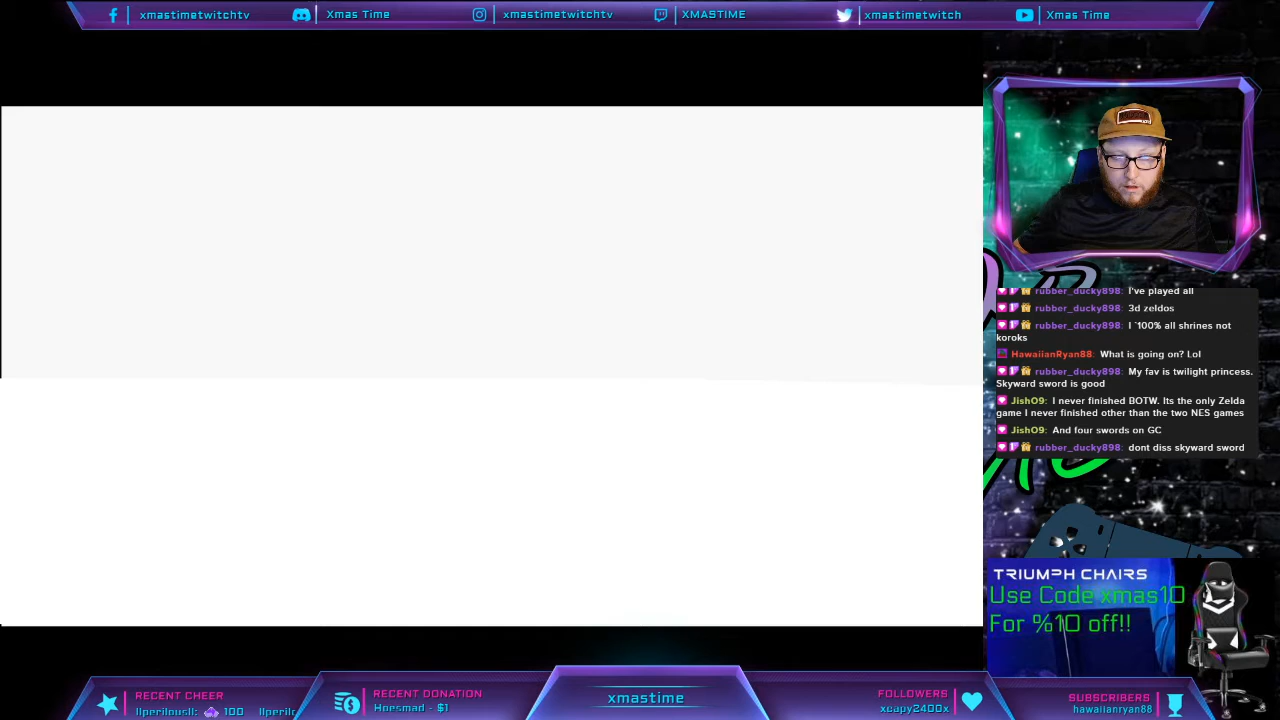 xmastimetwitchtv
Xmas Time
xmastimetwitchtv
XMASTIME
xmastimetwitch
Xmas Time
rubber_ducky898: I've played all
rubber_ducky898: 3d zeldos
rubber_ducky898: I `100% all shrines not
koroks
HawaiianRyan88: What is going on? Lol
rubber_ducky898: My fav is twilight princess.
Skyward sword is good
JishO9: I never finished BOTW. Its the only Zelda
game I never finished other than the two NES games
JishO9: And four swords on GC
rubber_ducky898: dont diss skyward sword
TRIUMPH CHAIRS
Use Code xmas10
For %10 off!!
RECENT CHEER
100
RECENT DONATION
Hoesmad - $1
xmastime
FOLLOWERS
xcapy2400x
SUBSCRIBERS
hawaiianryan88